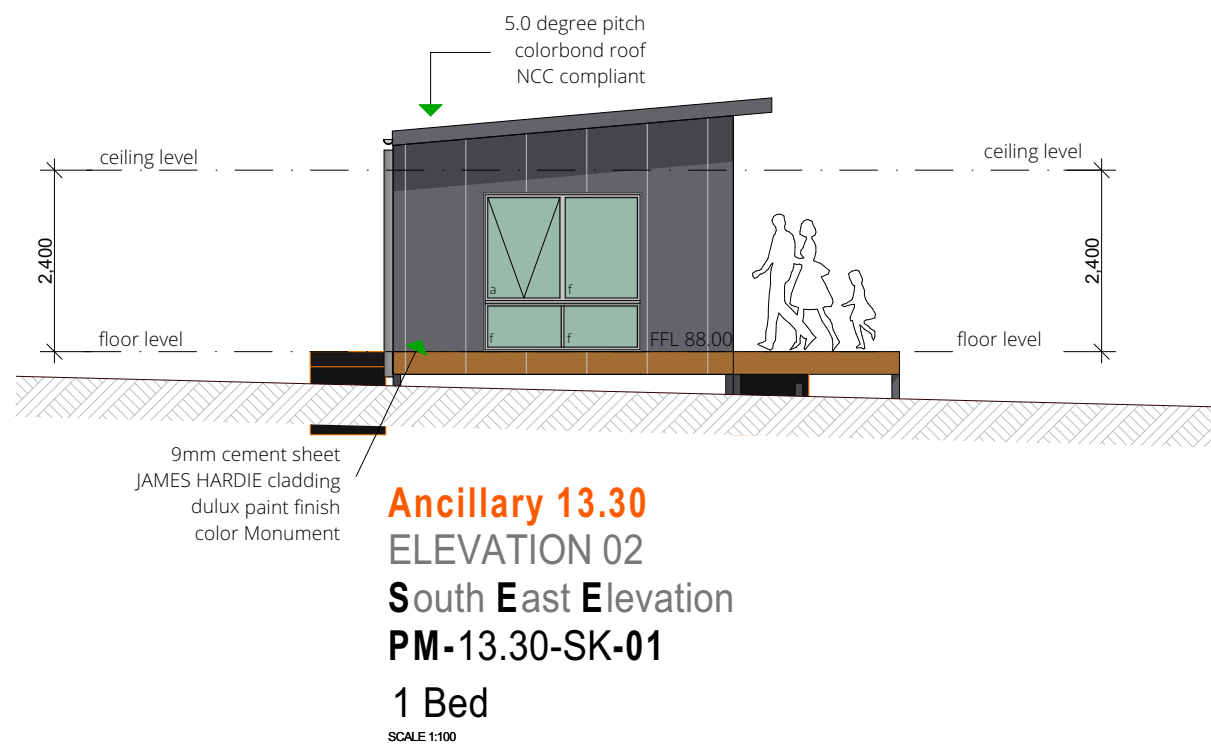 5.0 degree pitch
colorbond roof
NCC compliant
ceiling level
ceiling level
2,400
2,400
a
f
f
f
FFL 88.00
floor level
floor level
9mm cement sheet
JAMES HARDIE cladding
dulux paint finish
color Monument
Ancillary 13.30
ELEVATION 02
South East Elevation
PM-13.30-SK-01
1 Bed
SCALE 1:100